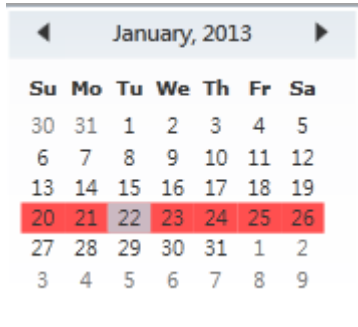 January, 2013
Su Mo Tu We Th Fr Sa
30 31 1 2 3 4 5
6 7 8 9 10 11 12
13 14 15 16 17 18 19
20 21 22 23 24 25 26
27 28 29 30 31 1 2
3 4 5 6 7 8 9